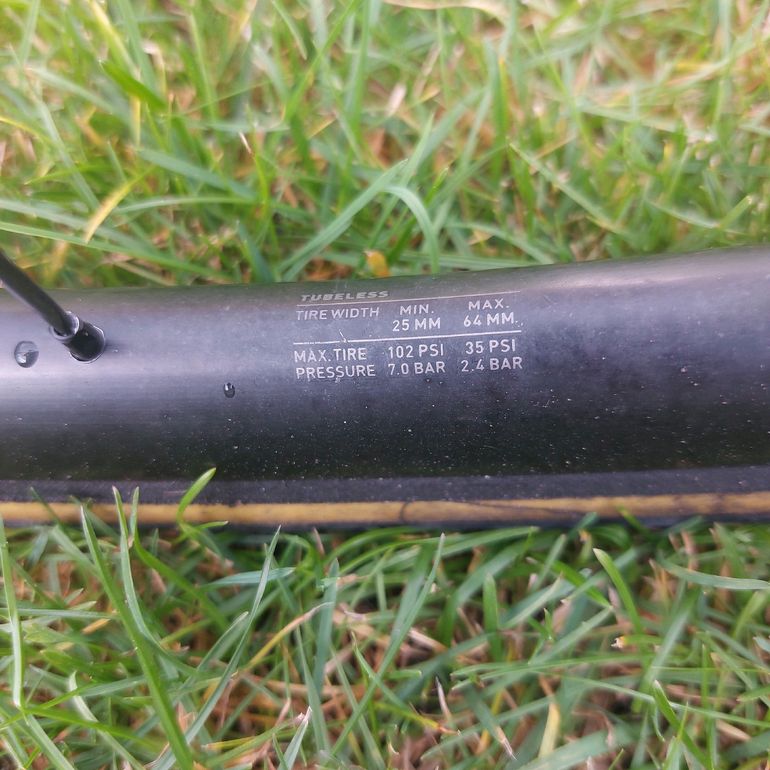 TUBELESS
TIRE WIDTH MIN. MAX.
25 MM 64 MM.
MAX. TIRE 102 PSI 35 PSI
PRESSURE 7.0 BAR 2.4 BAR